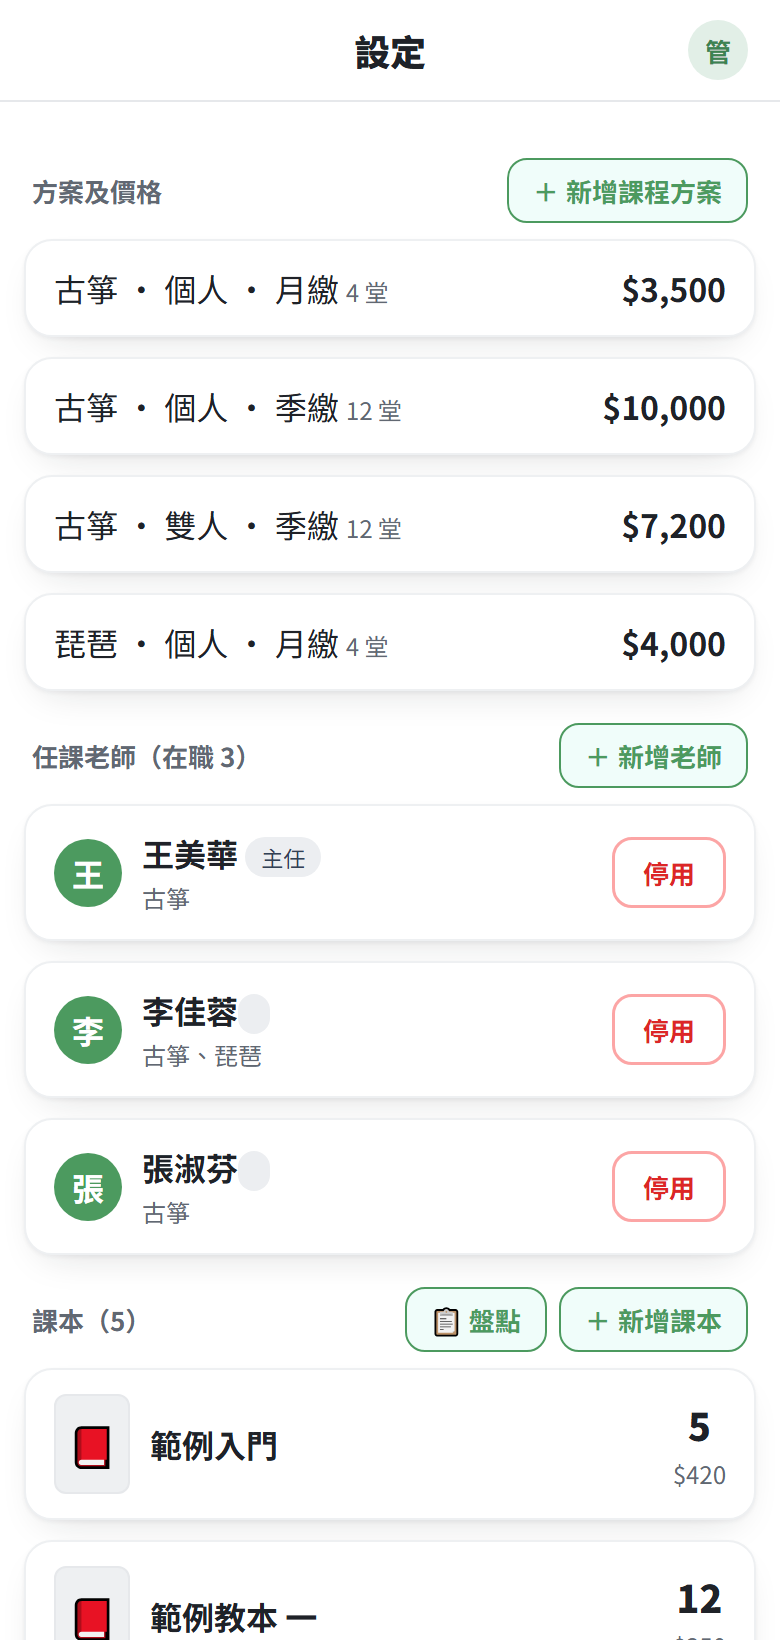 設定
管
方案及價格
＋ 新增課程方案
古箏 ・ 個人 ・ 月繳 4 堂
$3,500
古箏 ・ 個人 ・ 季繳 12 堂
$10,000
古箏 ・ 雙人 ・ 季繳 12 堂
$7,200
琵琶 ・ 個人 ・ 月繳 4 堂
$4,000
任課老師（在職 3）
＋ 新增老師
王
王美華 主任
古箏
停用
李
李佳蓉
古箏、琵琶
停用
張
張淑芬
古箏
停用
課本（5）
📋 盤點
＋ 新增課本
範例入門
5
$420
範例教本 一
12